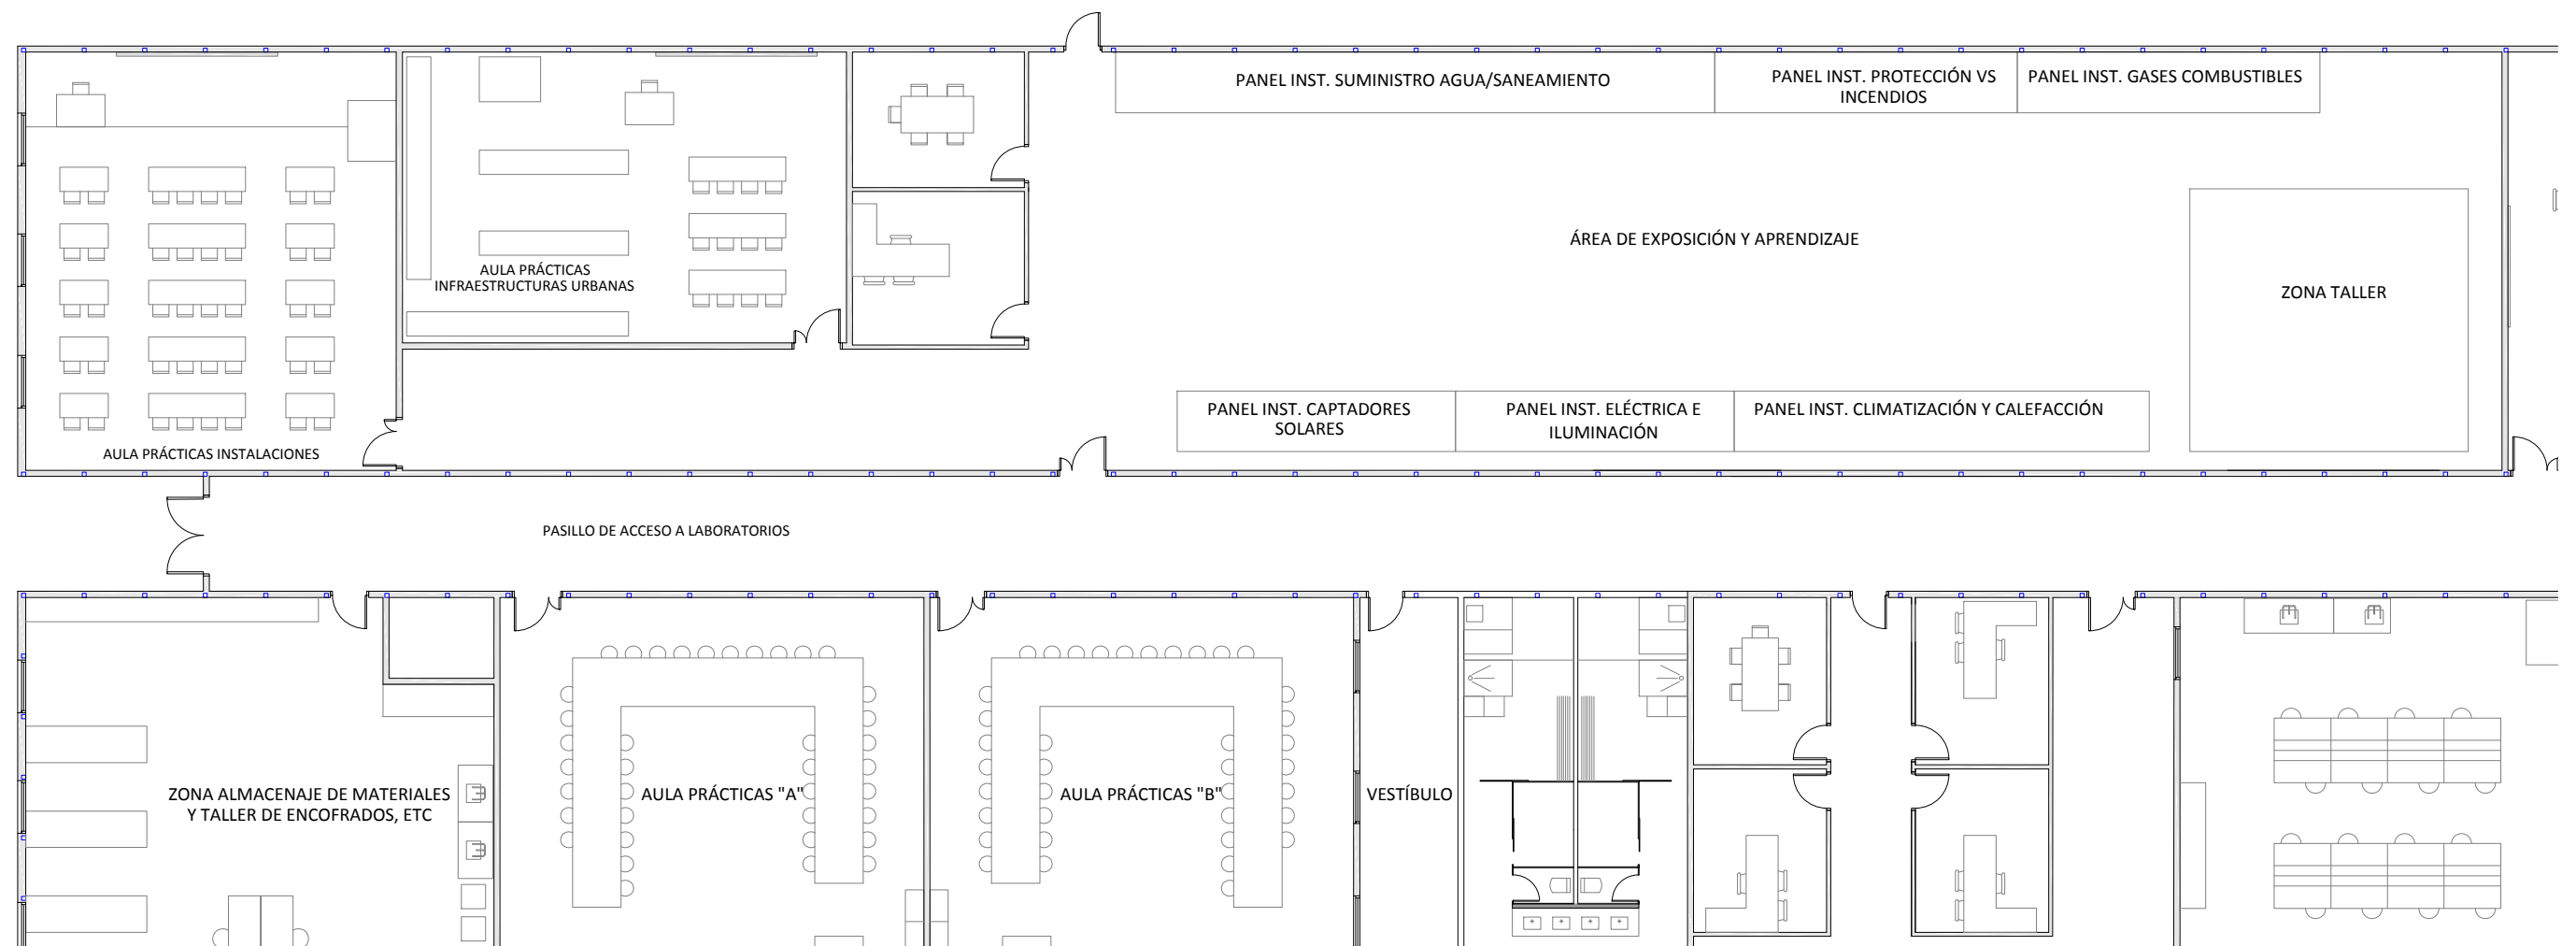 PANEL INST. SUMINISTRO AGUA/SANEAMIENTO
PANEL INST. PROTECCIÓN VS
INCENDIOS
PANEL INST. GASES COMBUSTIBLES
ÁREA DE EXPOSICIÓN Y APRENDIZAJE
AULA PRÁCTICAS
INFRAESTRUCTURAS URBANAS
ZONA TALLER
PANEL INST. CAPTADORES
SOLARES
PANEL INST. ELÉCTRICA E
ILUMINACIÓN
PANEL INST. CLIMATIZACIÓN Y CALEFACCIÓN
AULA PRÁCTICAS INSTALACIONES
PASILLO DE ACCESO A LABORATORIOS
ZONA ALMACENAJE DE MATERIALES
Y TALLER DE ENCOFRADOS, ETC
AULA PRÁCTICAS "A"
AULA PRÁCTICAS "B"
VESTÍBULO